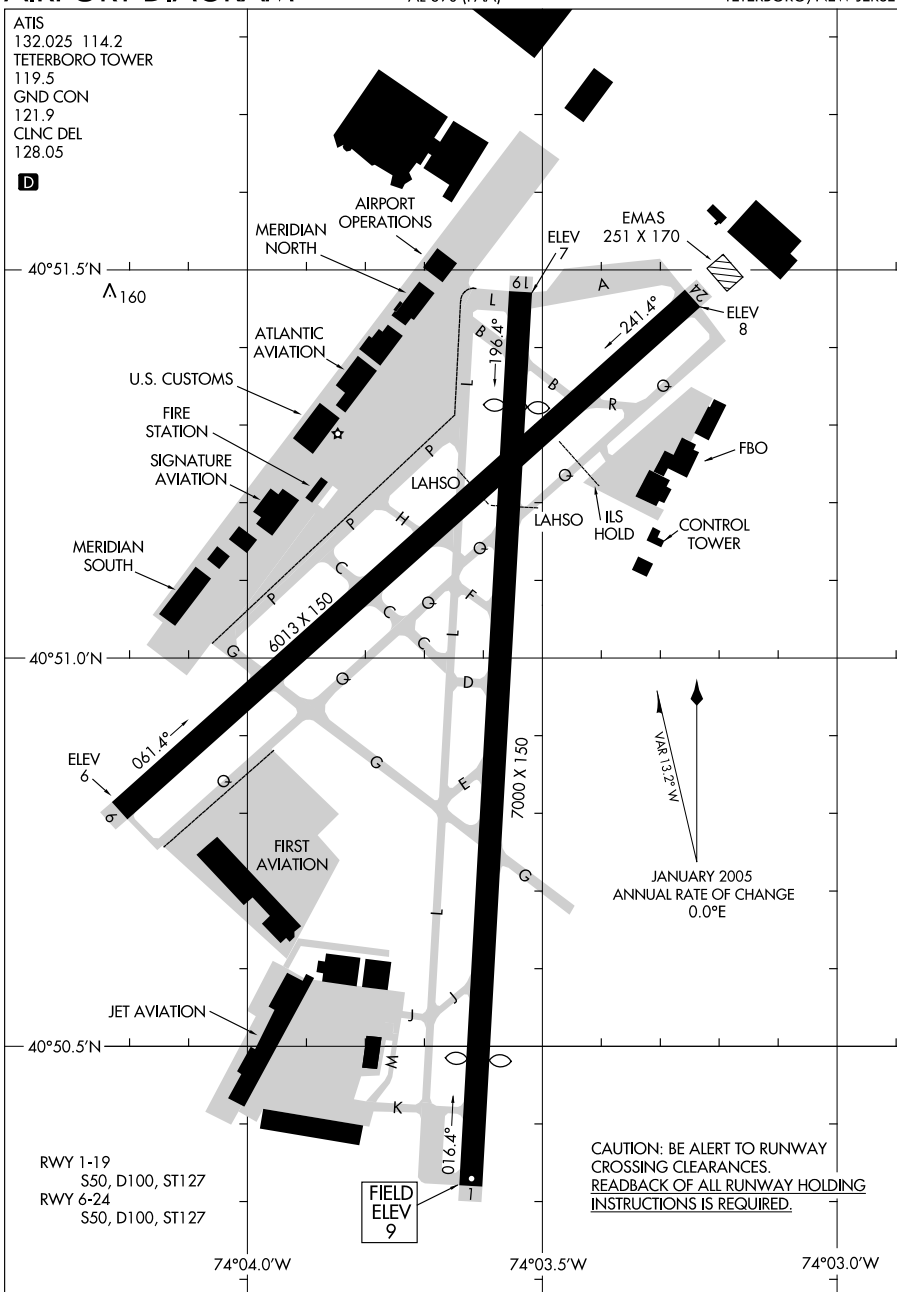 ATIS
132.025 114.2
TETERBORO TOWER
119.5
GND CON
121.9
CLNC DEL
128.05
D
AIRPORT
OPERATIONS
MERIDIAN
NORTH
EMAS
251 X 170
ELEV
7
40°51.5'N
160
19
24
ELEV
8
A
L
B
196.4°
241.4°
ATLANTIC
AVIATION
U.S. CUSTOMS
L
B
Q
R
FIRE
STATION
SIGNATURE
AVIATION
P
LAHSO
FBO
Q
P
H
LAHSO
ILS
HOLD
CONTROL
TOWER
MERIDIAN
SOUTH
C
Q
P
F
C
Q
6013 X 150
L
C
G
40°51.0'N
Q
D
061.4°
VAR 13.2° W
ELEV
6
Q
G
E
7000 X 150
6
FIRST
AVIATION
G
JANUARY 2005
ANNUAL RATE OF CHANGE
0.0°E
L
JET AVIATION
J
J
40°50.5'N
M
K
016.4°
RWY 1-19
S50, D100, ST127
RWY 6-24
S50, D100, ST127
FIELD
ELEV
9
1
CAUTION: BE ALERT TO RUNWAY
CROSSING CLEARANCES.
READBACK OF ALL RUNWAY HOLDING
INSTRUCTIONS IS REQUIRED.
74°04.0'W
74°03.5'W
74°03.0'W